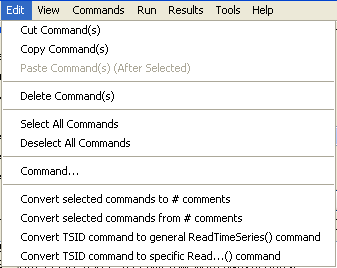 Edit View Commands Run Results Tools Help
Cut Command(s)
Copy Command(s)
Paste Command(s) (After Selected)
Delete Command(s)
Select All Commands
Deselect All Commands
Command...
Convert selected commands to # comments
Convert selected commands from # comments
Convert TSID command to general ReadTimeSeries() command
Convert TSID command to specific Read...() command